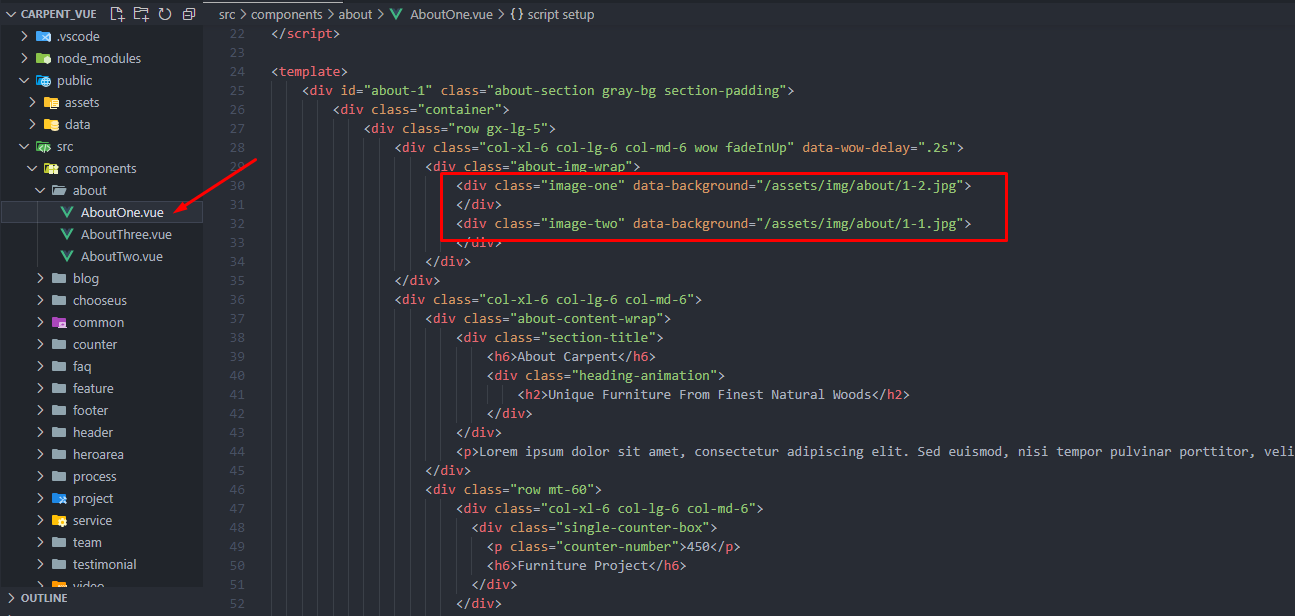 CARPENT_VUE
src > components > about > AboutOne.vue > {} script setup
.vscode
node_modules
public
assets
data
src
components
about
AboutOne.vue
AboutThree.vue
AboutTwo.vue
blog
chooseus
common
counter
faq
feature
footer
header
heroarea
process
project
service
team
testimonial
video
OUTLINE
22 </script>
23
24 <template>
25 <div id="about-1" class="about-section gray-bg section-padding">
26 <div class="container">
27 <div class="row gx-lg-5">
28 <div class="col-xl-6 col-lg-6 col-md-6 wow fadeInUp" data-wow-delay=".2s">
29 <div class="about-img-wrap">
30 <div class="image-one" data-background="/assets/img/about/1-2.jpg">
31 </div>
32 <div class="image-two" data-background="/assets/img/about/1-1.jpg">
33 </div>
34 </div>
35 </div>
36 <div class="col-xl-6 col-lg-6 col-md-6">
37 <div class="about-content-wrap">
38 <div class="section-title">
39 <h6>About Carpent</h6>
40 <div class="heading-animation">
41 <h2>Unique Furniture From Finest Natural Woods</h2>
42 </div>
43 </div>
44 <p>Lorem ipsum dolor sit amet, consectetur adipiscing elit. Sed euismod, nisi tempor pulvinar porttitor, veli
45 </div>
46 <div class="row mt-60">
47 <div class="col-xl-6 col-lg-6 col-md-6">
48 <div class="single-counter-box">
49 <p class="counter-number">450</p>
50 <h6>Furniture Project</h6>
51 </div>
52 </div>